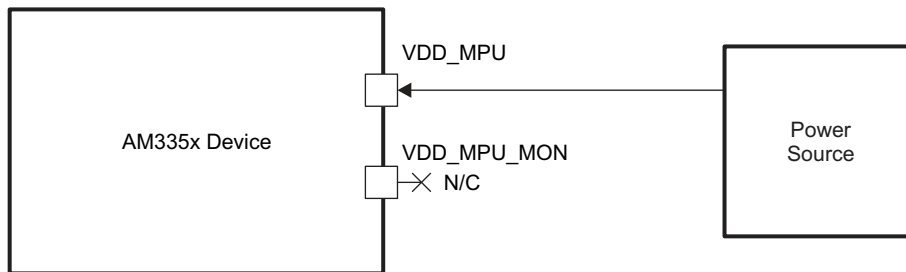 VDD_MPU
AM335x Device
VDD_MPU_MON
N/C
Power
Source